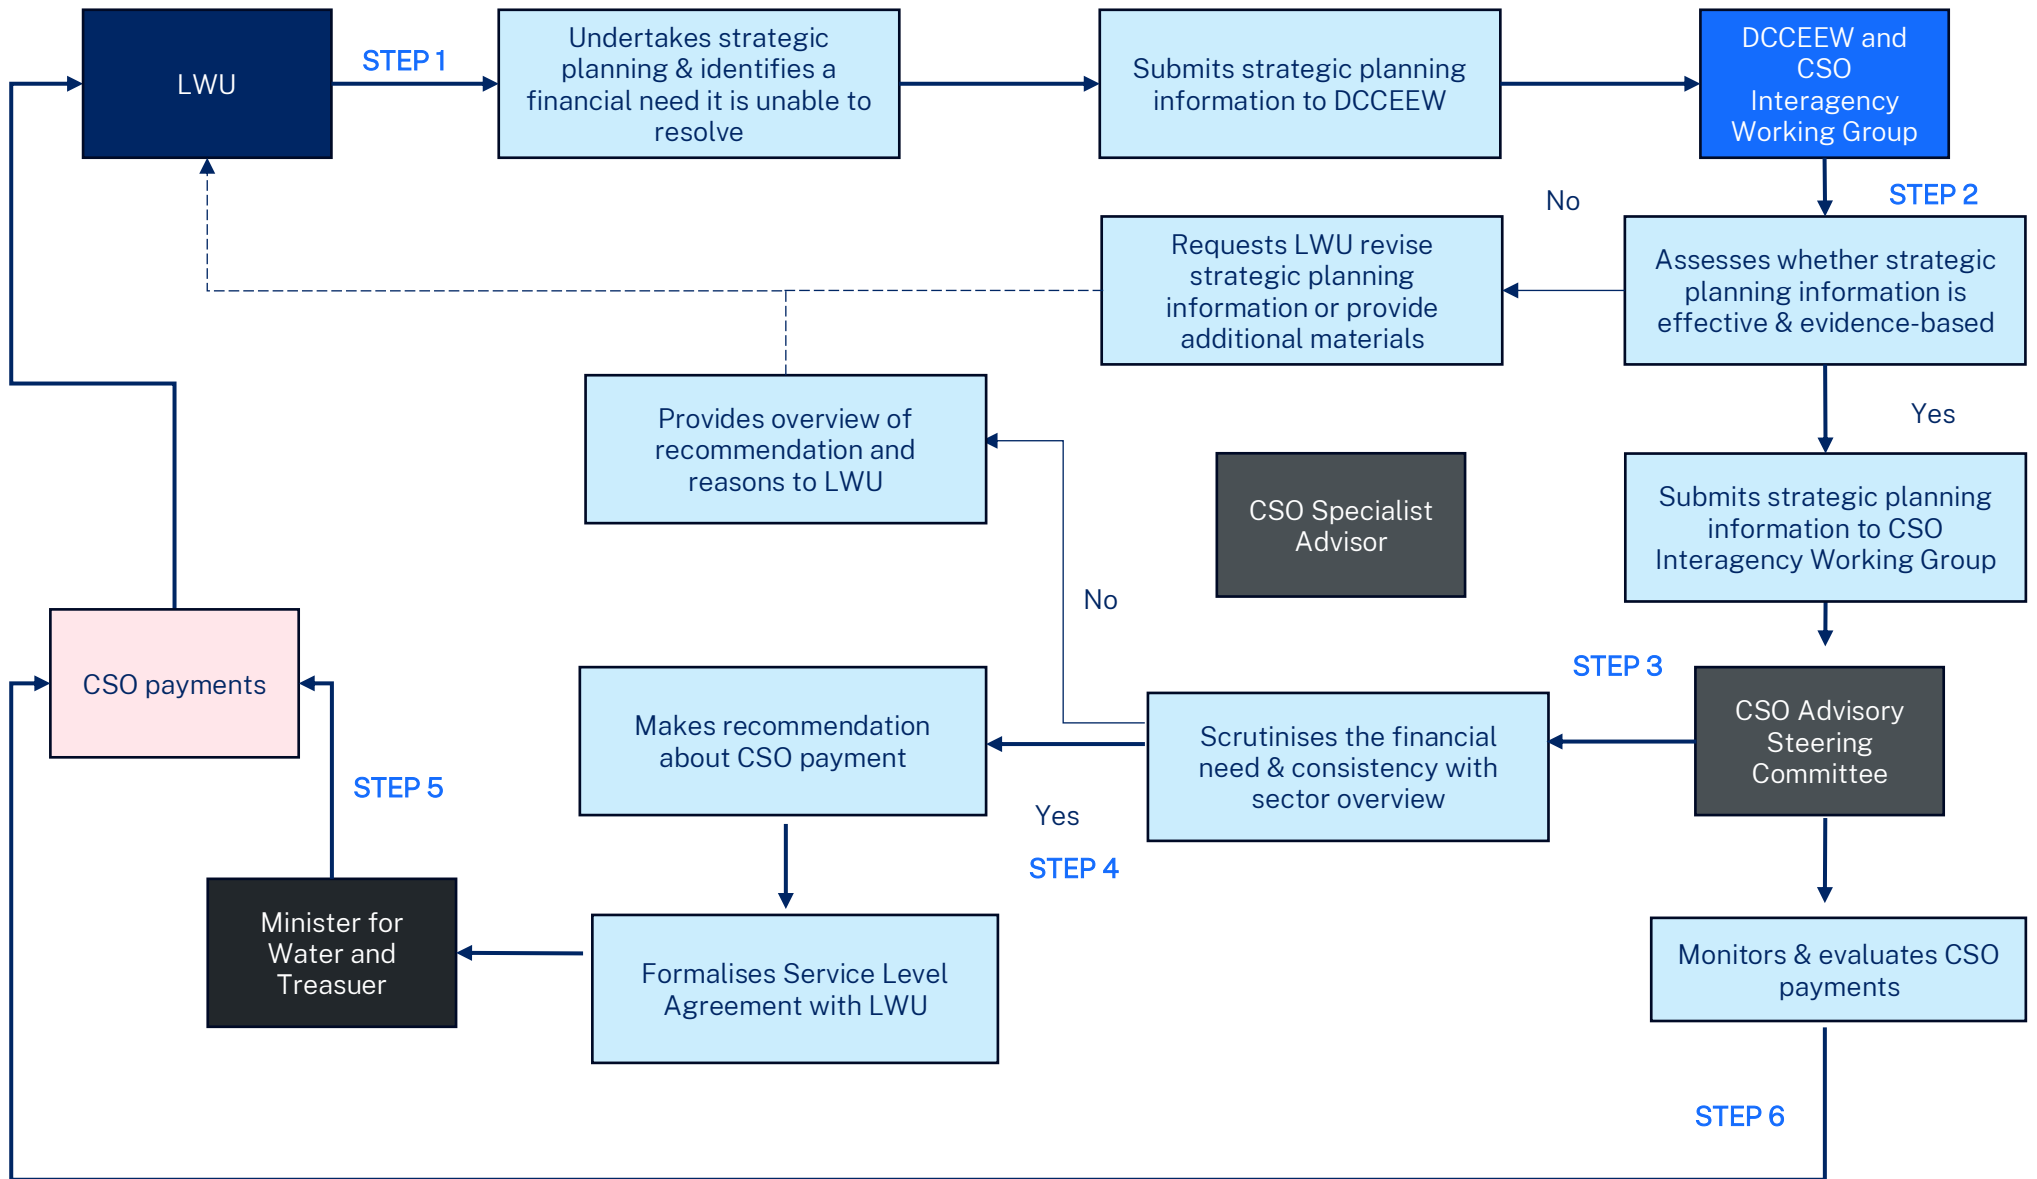 LWU
STEP 1
Undertakes strategic
planning & identifies a
financial need it is unable to
resolve
Submits strategic planning
information to DCCEEW
DCCEEW and
CSO
Interagency
Working Group
STEP 2
No
Requests LWU revise
strategic planning
information or provide
additional materials
Assesses whether strategic
planning information is
effective & evidence-based
Yes
Provides overview of
recommendation and
reasons to LWU
CSO Specialist
Advisor
Submits strategic planning
information to CSO
Interagency Working Group
No
STEP 3
CSO payments
Makes recommendation
about CSO payment
Scrutinises the financial
need & consistency with
sector overview
CSO Advisory
Steering
Committee
STEP 5
Yes
STEP 4
Minister for
Water and
Treasuer
Formalises Service Level
Agreement with LWU
Monitors & evaluates CSO
payments
STEP 6